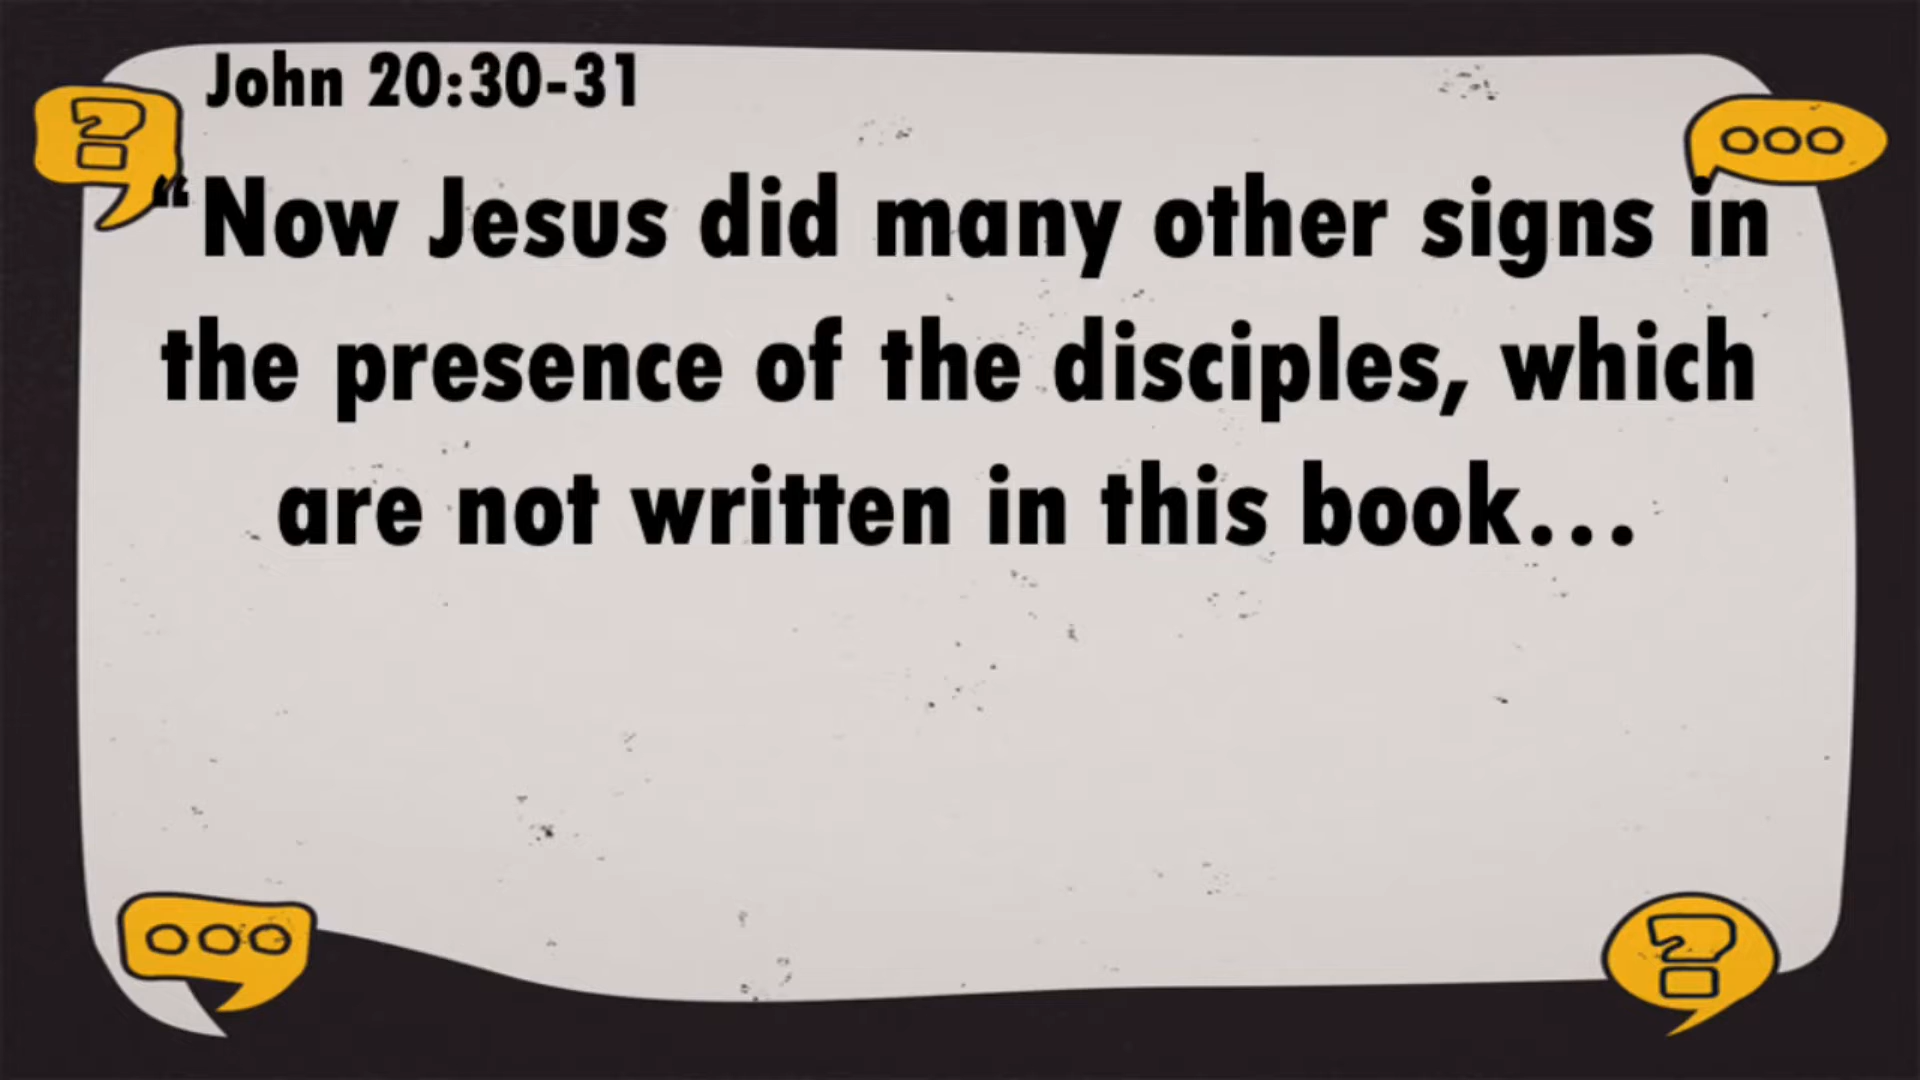 John 20:30-31
“Now Jesus did many other signs in
the presence of the disciples, which
are not written in this book…